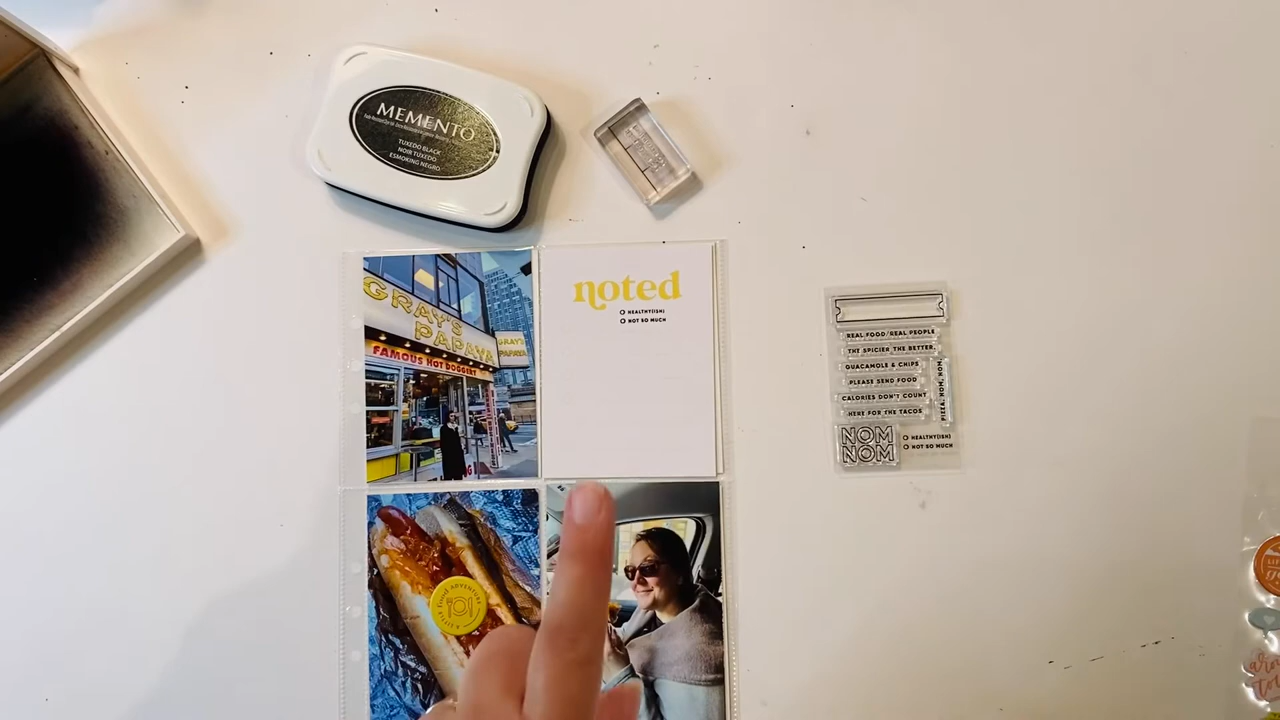 MEMENTO
TUXEDO BLACK
NOIR TUXEDO
ESMOKING NEGRO
GRAY'S
PAPAYA
GRAY'S
PAPAYA
FAMOUS HOT DOGGERY
noted
HEALTHY(ISH)
NOT SO MUCH
A LITTLE Food ADVENTURE
REAL FOOD/REAL PEOPLE
THE SPICIER THE BETTER.
GUACAMOLE & CHIPS
PLEASE SEND FOOD
CALORIES DON'T COUNT
HERE FOR THE TACOS
PIZZA, NOM, NOM.
NOM
NOM
HEALTHY(ISH)
NOT SO MUCH